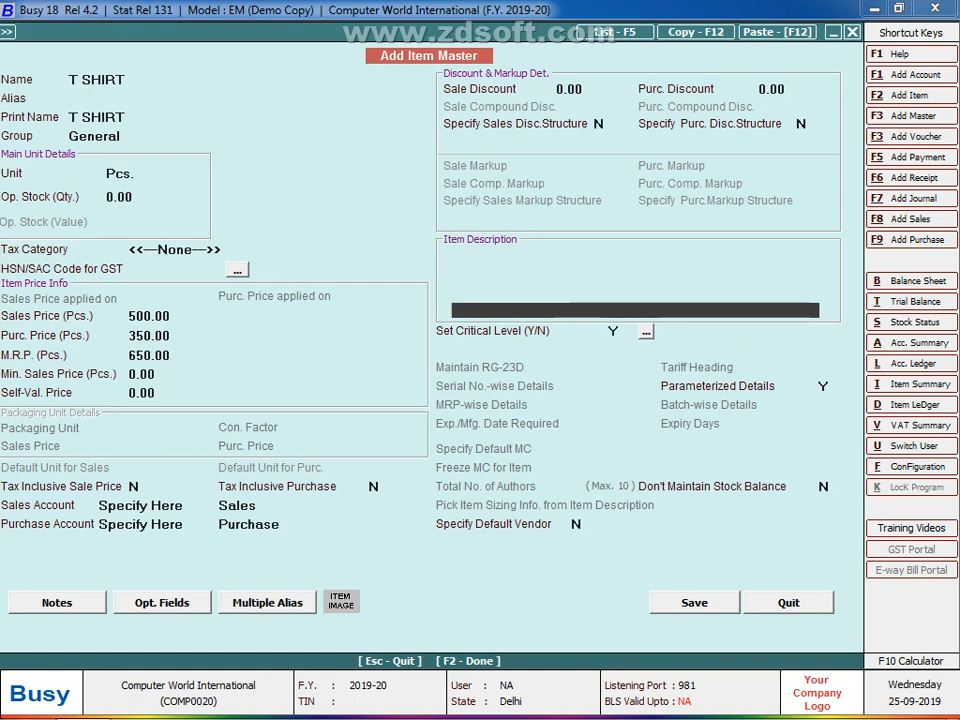 Busy 18 Rel 4.2 | Stat Rel 131 | Model : EM (Demo Copy) | Computer World International (F.Y. 2019-20)
>>
www.zdsoft.com
List - F5
Copy - F12
Paste - [F12]
Add Item Master
Name T SHIRT
Alias
Print Name T SHIRT
Group General
Main Unit Details
Unit Pcs.
Op. Stock (Qty.) 0.00
Op. Stock (Value)
Tax Category <<—None—>>
HSN/SAC Code for GST ...
Item Price Info
Sales Price applied on Purc. Price applied on
Sales Price (Pcs.) 500.00
Purc. Price (Pcs.) 350.00
M.R.P. (Pcs.) 650.00
Min. Sales Price (Pcs.) 0.00
Self-Val. Price 0.00
Packaging Unit Details
Packaging Unit Con. Factor
Sales Price Purc. Price
Default Unit for Sales Default Unit for Purc.
Tax Inclusive Sale Price N Tax Inclusive Purchase N
Sales Account Specify Here Sales
Purchase Account Specify Here Purchase
Discount & Markup Det.
Sale Discount 0.00 Purc. Discount 0.00
Sale Compound Disc. Purc. Compound Disc.
Specify Sales Disc.Structure N Specify Purc. Disc.Structure N
Sale Markup Purc. Markup
Sale Comp. Markup Purc. Comp. Markup
Specify Sales Markup Structure Specify Purc.Markup Structure
Item Description
Set Critical Level (Y/N) Y ...
Maintain RG-23D Tariff Heading
Serial No.-wise Details Parameterized Details Y
MRP-wise Details Batch-wise Details
Exp./Mfg. Date Required Expiry Days
Specify Default MC
Freeze MC for Item
Total No. of Authors (Max. 10) Don't Maintain Stock Balance N
Pick Item Sizing Info. from Item Description
Specify Default Vendor N
Notes
Opt. Fields
Multiple Alias
ITEM IMAGE
Save
Quit
[ Esc - Quit ] [ F2 - Done ]
Shortcut Keys
F1 Help
F1 Add Account
F2 Add Item
F3 Add Master
F3 Add Voucher
F5 Add Payment
F6 Add Receipt
F7 Add Journal
F8 Add Sales
F9 Add Purchase
B Balance Sheet
T Trial Balance
S Stock Status
A Acc. Summary
L Acc. Ledger
I Item Summary
D Item LeDger
V VAT Summary
U Switch User
F ConFiguration
K LocK Program
Training Videos
GST Portal
E-way Bill Portal
F10 Calculator
Busy
Computer World International
(COMP0020)
F.Y. : 2019-20
TIN :
User : NA
State : Delhi
Listening Port : 981
BLS Valid Upto : NA
Your
Company
Logo
Wednesday
25-09-2019